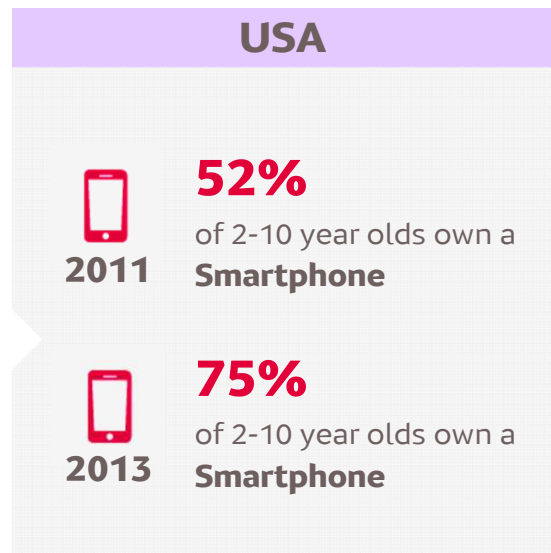 USA
52%
of 2-10 year olds own a
Smartphone
2011
75%
of 2-10 year olds own a
Smartphone
2013